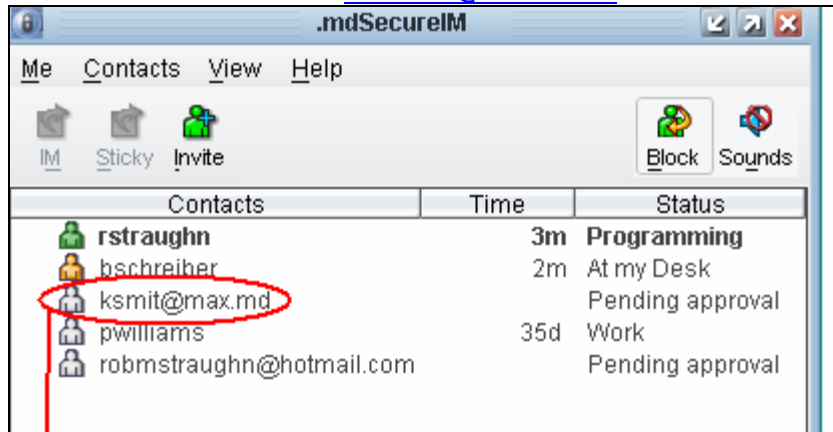 .mdSecureIM
Me Contacts View Help
IM Sticky Invite Block Sounds
Contacts Time Status
rstraughn 3m Programming
bschreiber 2m At my Desk
ksmit@max.md Pending approval
pwilliams 35d Work
robmstraughn@hotmail.com Pending approval